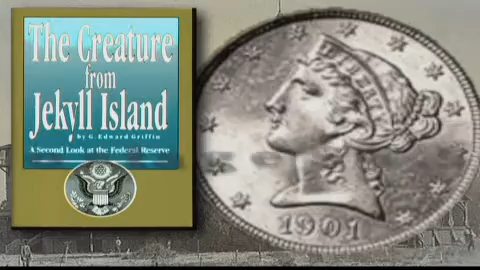 The Creature
from
Jekyll Island
by G. Edward Griffin
A Second Look at the Federal Reserve
LIBERTY
1901